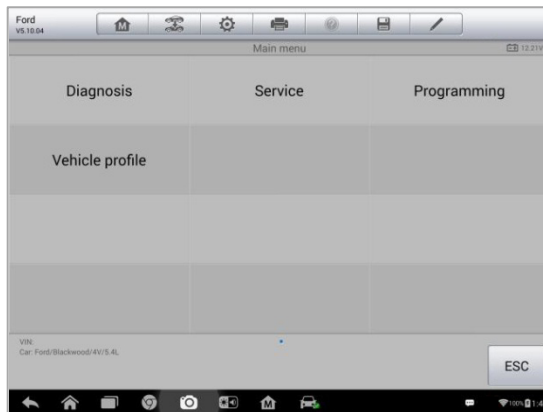 Ford
V5.10.04
M
Main menu
12.21V
Diagnosis
Service
Programming
Vehicle profile
VIN:
Car: Ford/Blackwood/4V/5.4L
ESC
M
100%